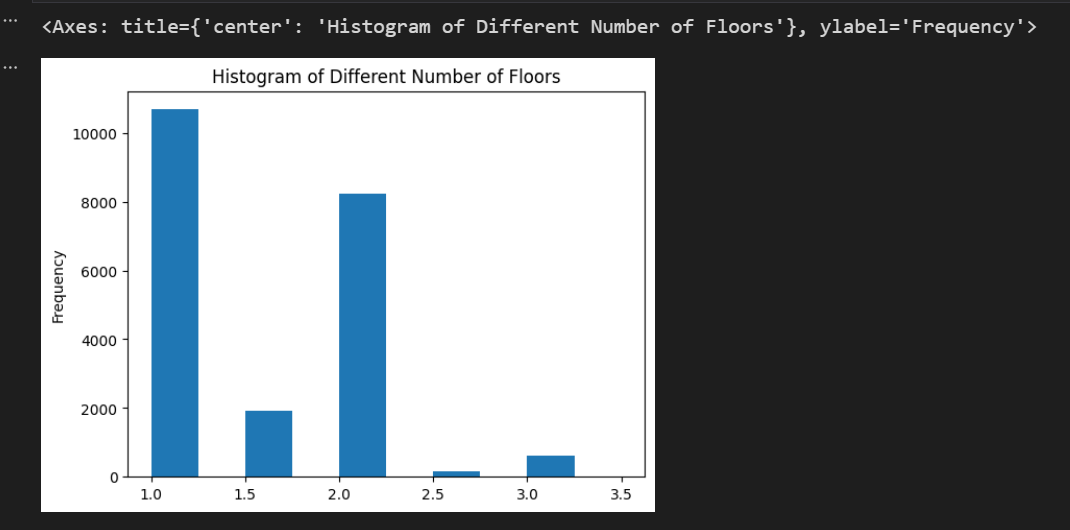 ...
<Axes: title={'center': 'Histogram of Different Number of Floors'}, ylabel='Frequency'>
...
Histogram of Different Number of Floors
10000
8000
6000
4000
2000
0
Frequency
1.0 1.5 2.0 2.5 3.0 3.5